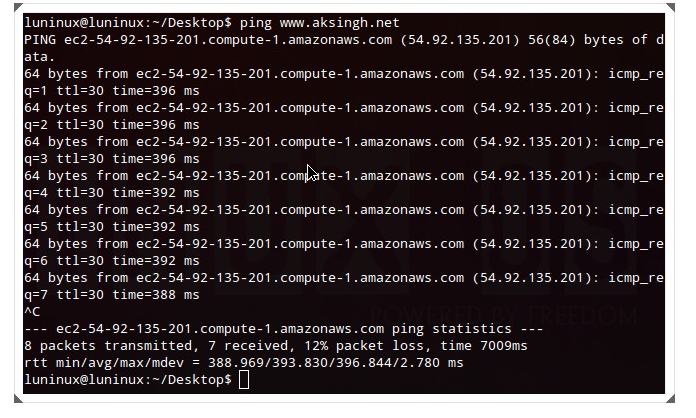 luninux@luninux:~/Desktop$ ping www.aksingh.net
PING ec2-54-92-135-201.compute-1.amazonaws.com (54.92.135.201) 56(84) bytes of d
ata.
64 bytes from ec2-54-92-135-201.compute-1.amazonaws.com (54.92.135.201): icmp_re
q=1 ttl=30 time=396 ms
64 bytes from ec2-54-92-135-201.compute-1.amazonaws.com (54.92.135.201): icmp_re
q=2 ttl=30 time=396 ms
64 bytes from ec2-54-92-135-201.compute-1.amazonaws.com (54.92.135.201): icmp_re
q=3 ttl=30 time=396 ms
64 bytes from ec2-54-92-135-201.compute-1.amazonaws.com (54.92.135.201): icmp_re
q=4 ttl=30 time=392 ms
64 bytes from ec2-54-92-135-201.compute-1.amazonaws.com (54.92.135.201): icmp_re
q=5 ttl=30 time=392 ms
64 bytes from ec2-54-92-135-201.compute-1.amazonaws.com (54.92.135.201): icmp_re
q=6 ttl=30 time=392 ms
64 bytes from ec2-54-92-135-201.compute-1.amazonaws.com (54.92.135.201): icmp_re
q=7 ttl=30 time=388 ms
^C
POWERED BY FREEDOM
--- ec2-54-92-135-201.compute-1.amazonaws.com ping statistics ---
8 packets transmitted, 7 received, 12% packet loss, time 7009ms
rtt min/avg/max/mdev = 388.969/393.830/396.844/2.780 ms
luninux@luninux:~/Desktop$